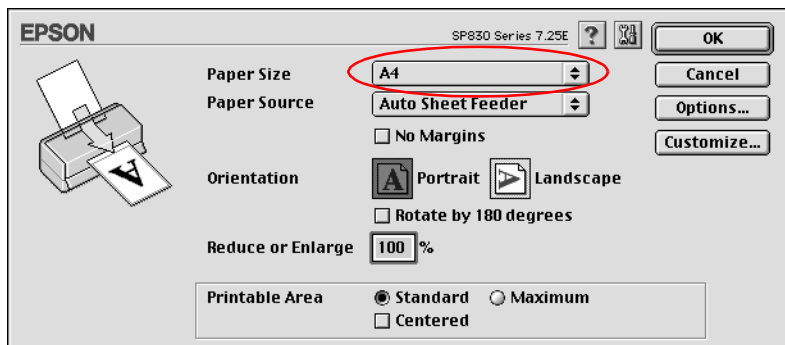 EPSON SP830 Series 7.25E ? OK
Paper Size A4 Cancel
Paper Source Auto Sheet Feeder Options...
No Margins Customize...
Orientation A Portrait A Landscape
Rotate by 180 degrees
Reduce or Enlarge 100 %
Printable Area Standard Maximum
Centered
A